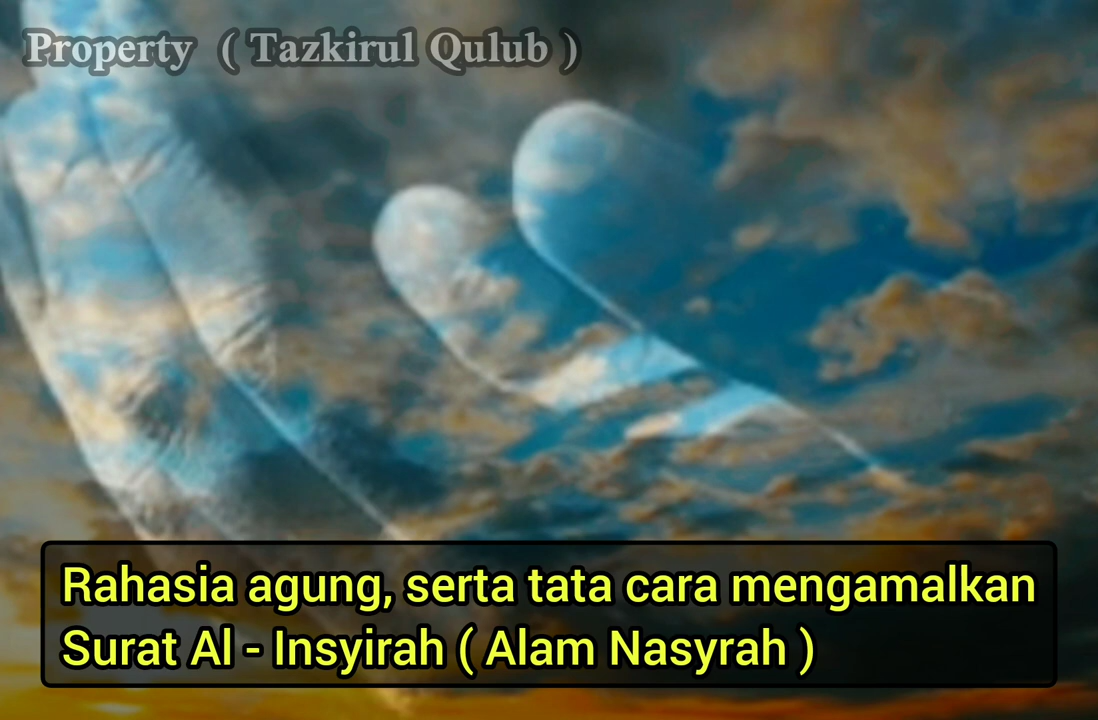 Property ( Tazkirul Qulub )
Rahasia agung, serta tata cara mengamalkan
Surat Al - Insyirah ( Alam Nasyrah )